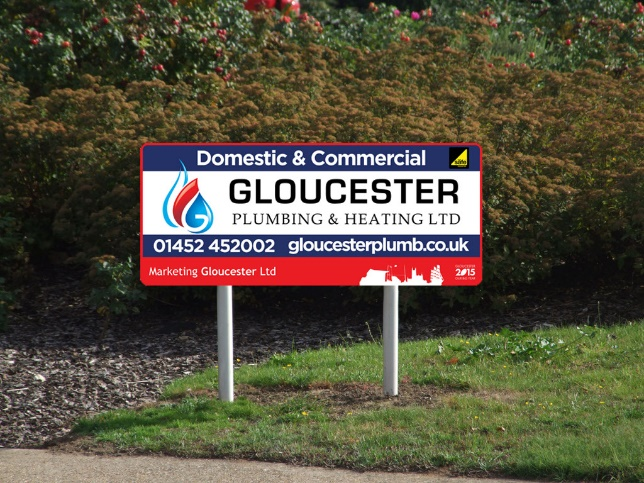 Domestic & Commercial
GLOUCESTER
PLUMBING & HEATING LTD
01452 452002 gloucesterplumb.co.uk
Marketing Gloucester Ltd
2015